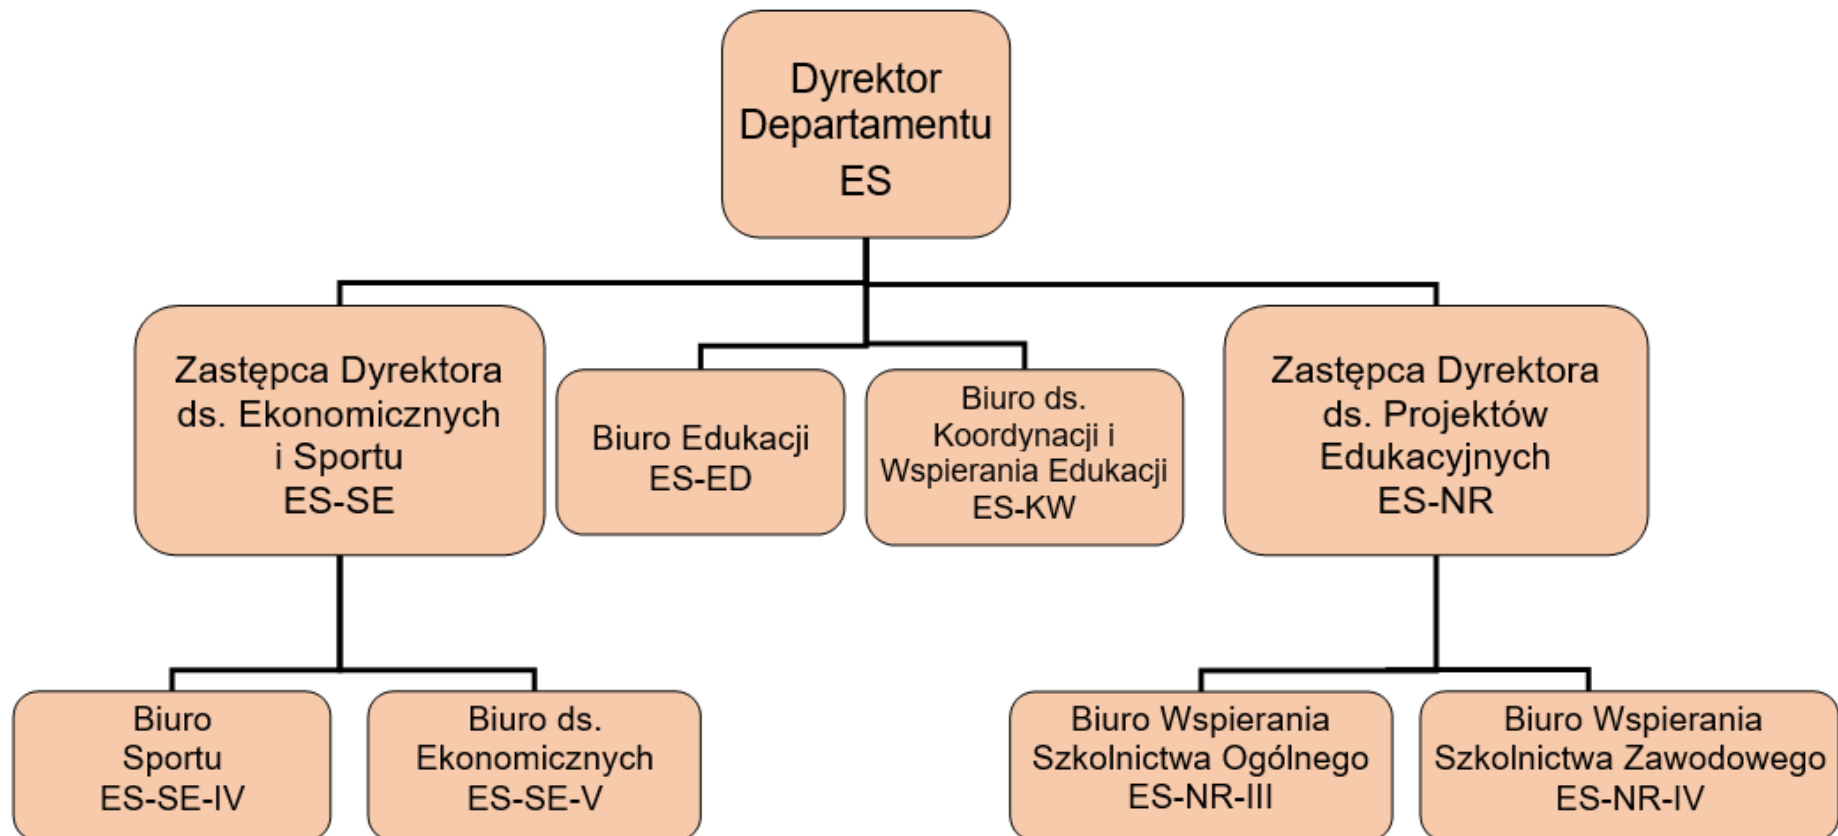 Dyrektor
Departamentu
ES
Zastępca Dyrektora
ds. Ekonomicznych
i Sportu
ES-SE
Biuro Edukacji
ES-ED
Biuro ds.
Koordynacji i
Wspierania Edukacji
ES-KW
Zastępca Dyrektora
ds. Projektów
Edukacyjnych
ES-NR
Biuro
Sportu
ES-SE-IV
Biuro ds.
Ekonomicznych
ES-SE-V
Biuro Wspierania
Szkolnictwa Ogólnego
ES-NR-III
Biuro Wspierania
Szkolnictwa Zawodowego
ES-NR-IV